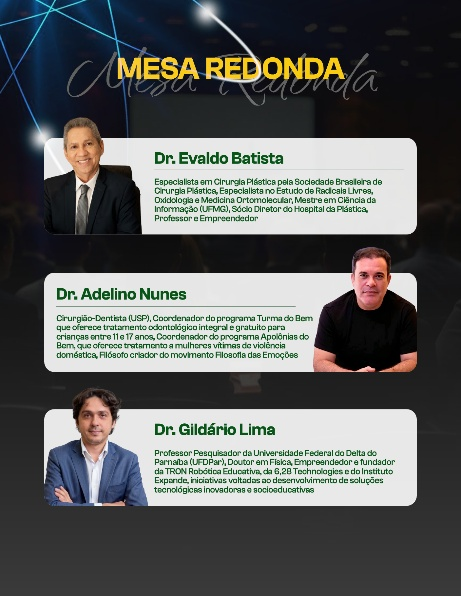 MESA REDONDA
Mesa Redonda
Dr. Evaldo Batista
Especialista em Cirurgia Plástica pela Sociedade Brasileira de
Cirurgia Plástica, Especialista no Estudo de Radicais Livres,
Oxidologia e Medicina Ortomolecular, Mestre em Ciência da
Informação (UFMG), Sócio Diretor do Hospital da Plástica,
Professor e Empreendedor
Dr. Adelino Nunes
Cirurgião-Dentista (USP), Coordenador do programa Turma do Bem
que oferece tratamento odontológico integral e gratuito para
crianças entre 11 e 17 anos, Coordenador do programa Apolônias do
Bem, que oferece tratamento a mulheres vítimas de violência
doméstica, Filósofo criador do movimento Filosofia das Emoções
Dr. Gildário Lima
Professor Pesquisador da Universidade Federal do Delta do
Parnaíba (UFDPar), Doutor em Física, Empreendedor e fundador
da TRON Robótica Educativa, da 6,28 Technologies e do Instituto
Expande, iniciativas voltadas ao desenvolvimento de soluções
tecnológicas inovadoras e socioeducativas